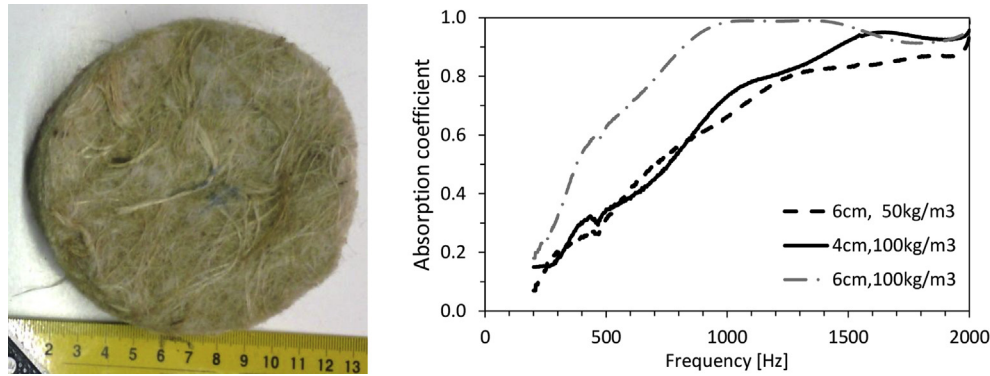 2 3 4 5 6 7 8 9 10 11 12 13
Absorption coefficient
1.0
0.8
0.6
0.4
0.2
0.0
6cm, 50kg/m3
4cm,100kg/m3
6cm,100kg/m3
0 500 1000 1500 2000
Frequency [Hz]